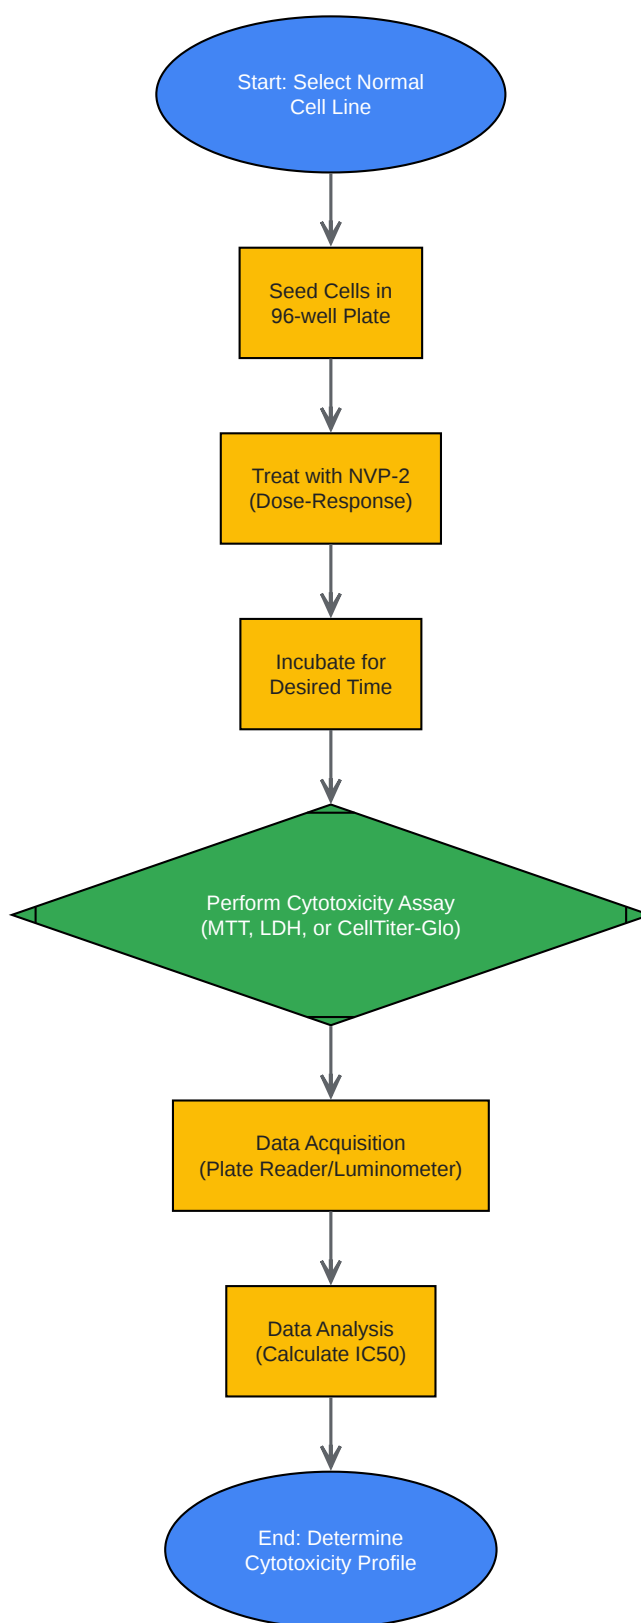 Start: Select Normal
Cell Line
Seed Cells in
96-well Plate
Treat with NVP-2
(Dose-Response)
Incubate for
Desired Time
Perform Cytotoxicity Assay
(MTT, LDH, or CellTiter-Glo)
Data Acquisition
(Plate Reader/Luminometer)
Data Analysis
(Calculate IC50)
End: Determine
Cytotoxicity Profile